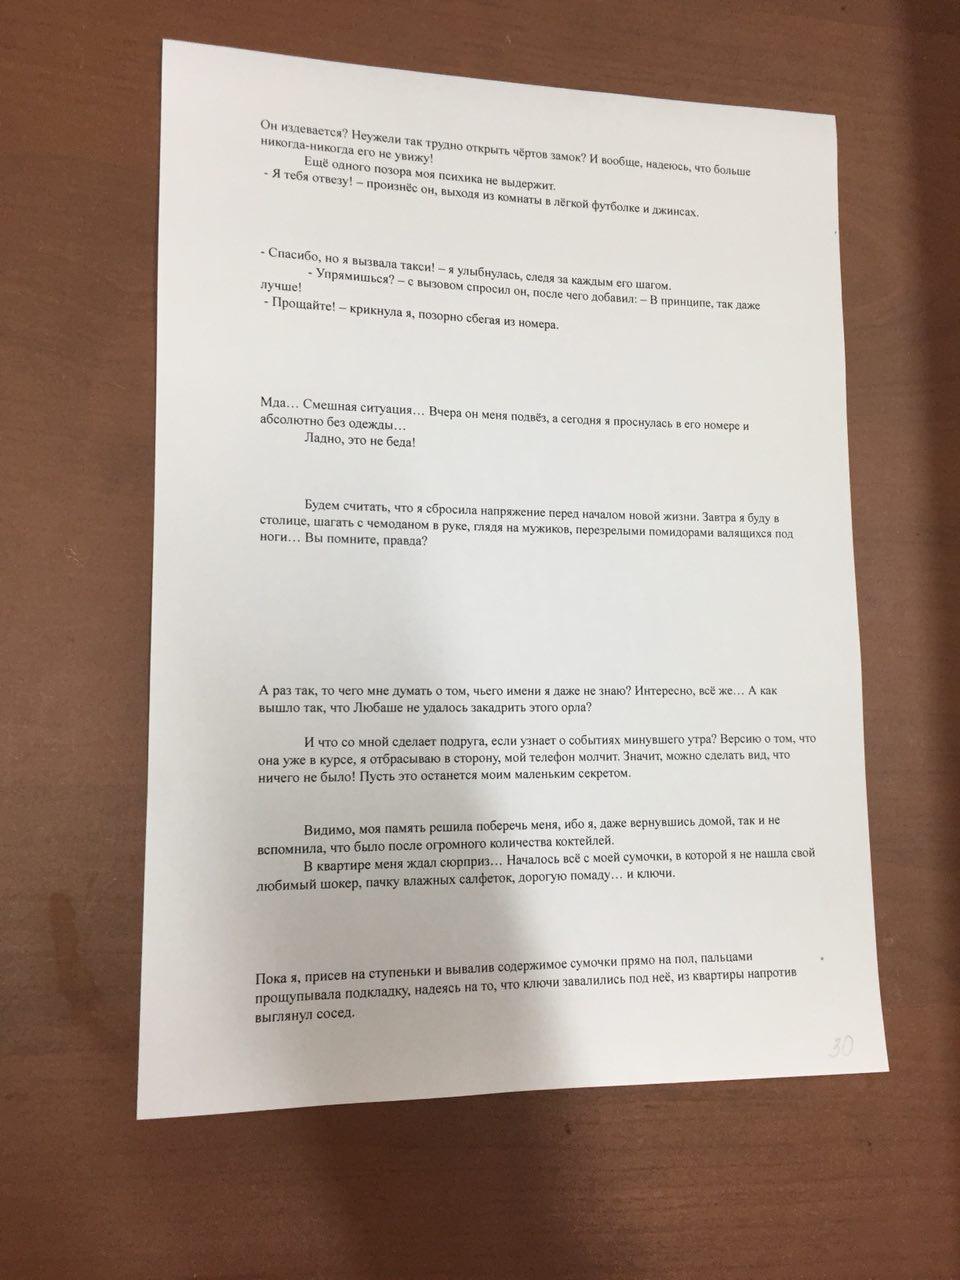 Он издевается? Неужели так трудно открыть чёртов замок? И вообще, надеюсь, что больше
никогда-никогда его не увижу!
Ещё одного позора моя психика не выдержит.
- Я тебя отвезу! – произнёс он, выходя из комнаты в лёгкой футболке и джинсах.
- Спасибо, но я вызвала такси! – я улыбнулась, следя за каждым его шагом.
- Упрямишься? – с вызовом спросил он, после чего добавил: – В принципе, так даже
лучше!
- Прощайте! – крикнула я, позорно сбегая из номера.
Мда… Смешная ситуация… Вчера он меня подвёз, а сегодня я проснулась в его номере и
абсолютно без одежды…
Ладно, это не беда!
Будем считать, что я сбросила напряжение перед началом новой жизни. Завтра я буду в
столице, шагать с чемоданом в руке, глядя на мужиков, перезрелыми помидорами валящихся под
ноги… Вы помните, правда?
А раз так, то чего мне думать о том, чьего имени я даже не знаю? Интересно, всё же… А как
вышло так, что Любаше не удалось закадрить этого орла?
И что со мной сделает подруга, если узнает о событиях минувшего утра? Версию о том, что
она уже в курсе, я отбрасываю в сторону, мой телефон молчит. Значит, можно сделать вид, что
ничего не было! Пусть это останется моим маленьким секретом.
Видимо, моя память решила поберечь меня, ибо я, даже вернувшись домой, так и не
вспомнила, что было после огромного количества коктейлей.
В квартире меня ждал сюрприз… Началось всё с моей сумочки, в которой я не нашла свой
любимый шокер, пачку влажных салфеток, дорогую помаду… и ключи.
Пока я, присев на ступеньки и вывалив содержимое сумочки прямо на пол, пальцами
прощупывала подкладку, надеясь на то, что ключи завалились под неё, из квартиры напротив
выглянул сосед.
30